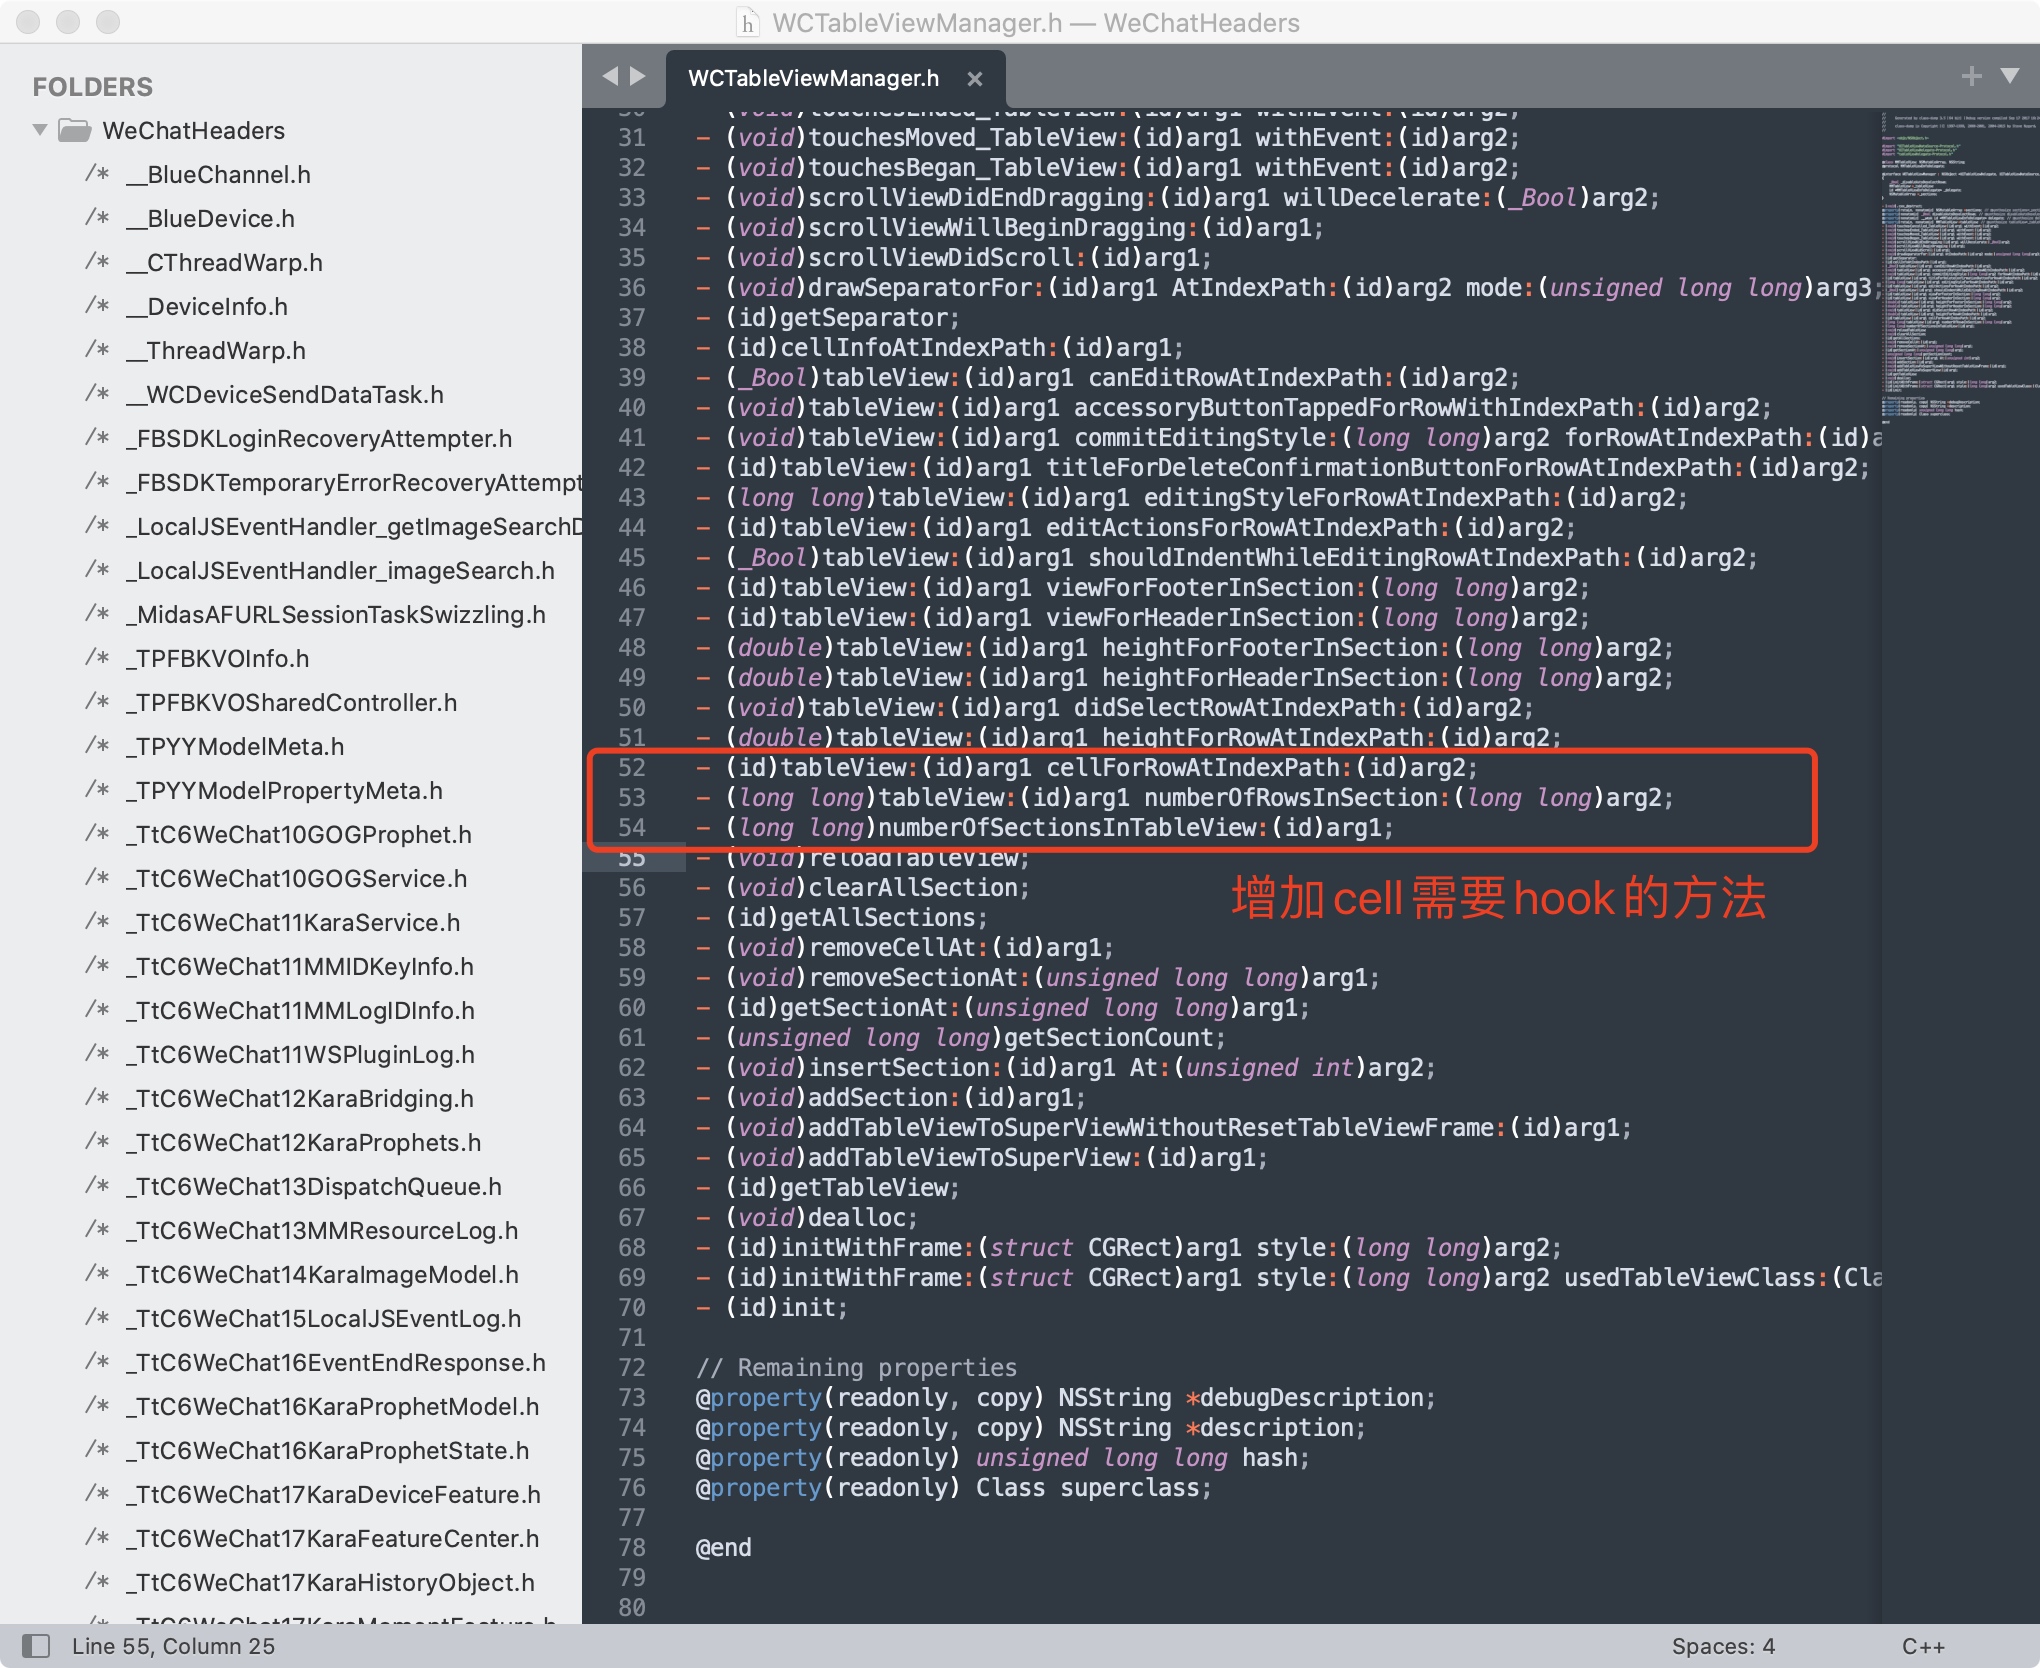 WCTableViewManager.h — WeChatHeaders
FOLDERS
WeChatHeaders
/* __BlueChannel.h
/* __BlueDevice.h
/* __CThreadWarp.h
/* __DeviceInfo.h
/* __ThreadWarp.h
/* __WCDeviceSendDataTask.h
/* _FBSDKLoginRecoveryAttempter.h
/* _FBSDKTemporaryErrorRecoveryAttempt
/* _LocalJSEventHandler_getImageSearchD
/* _LocalJSEventHandler_imageSearch.h
/* _MidasAFURLSessionTaskSwizzling.h
/* _TPFBKVOInfo.h
/* _TPFBKVOSharedController.h
/* _TPYYModelMeta.h
/* _TPYYModelPropertyMeta.h
/* _TtC6WeChat10GOGProphet.h
/* _TtC6WeChat10GOGService.h
/* _TtC6WeChat11KaraService.h
/* _TtC6WeChat11MMIDKeyInfo.h
/* _TtC6WeChat11MMLogIDInfo.h
/* _TtC6WeChat11WSPluginLog.h
/* _TtC6WeChat12KaraBridging.h
/* _TtC6WeChat12KaraProphets.h
/* _TtC6WeChat13DispatchQueue.h
/* _TtC6WeChat13MMResourceLog.h
/* _TtC6WeChat14KaraImageModel.h
/* _TtC6WeChat15LocalJSEventLog.h
/* _TtC6WeChat16EventEndResponse.h
/* _TtC6WeChat16KaraProphetModel.h
/* _TtC6WeChat16KaraProphetState.h
/* _TtC6WeChat17KaraDeviceFeature.h
/* _TtC6WeChat17KaraFeatureCenter.h
/* _TtC6WeChat17KaraHistoryObject.h
/* _TtC6WeChat17KaraMomentFeature.h
WCTableViewManager.h ×
30 - (void)touchesEnded_TableView:(id)arg1 withEvent:(id)arg2;
31 - (void)touchesMoved_TableView:(id)arg1 withEvent:(id)arg2;
32 - (void)touchesBegan_TableView:(id)arg1 withEvent:(id)arg2;
33 - (void)scrollViewDidEndDragging:(id)arg1 willDecelerate:(_Bool)arg2;
34 - (void)scrollViewWillBeginDragging:(id)arg1;
35 - (void)scrollViewDidScroll:(id)arg1;
36 - (void)drawSeparatorFor:(id)arg1 AtIndexPath:(id)arg2 mode:(unsigned long long)arg3;
37 - (id)getSeparator;
38 - (id)cellInfoAtIndexPath:(id)arg1;
39 - (_Bool)tableView:(id)arg1 canEditRowAtIndexPath:(id)arg2;
40 - (void)tableView:(id)arg1 accessoryButtonTappedForRowWithIndexPath:(id)arg2;
41 - (void)tableView:(id)arg1 commitEditingStyle:(long long)arg2 forRowAtIndexPath:(id)a
42 - (id)tableView:(id)arg1 titleForDeleteConfirmationButtonForRowAtIndexPath:(id)arg2;
43 - (long long)tableView:(id)arg1 editingStyleForRowAtIndexPath:(id)arg2;
44 - (id)tableView:(id)arg1 editActionsForRowAtIndexPath:(id)arg2;
45 - (_Bool)tableView:(id)arg1 shouldIndentWhileEditingRowAtIndexPath:(id)arg2;
46 - (id)tableView:(id)arg1 viewForFooterInSection:(long long)arg2;
47 - (id)tableView:(id)arg1 viewForHeaderInSection:(long long)arg2;
48 - (double)tableView:(id)arg1 heightForFooterInSection:(long long)arg2;
49 - (double)tableView:(id)arg1 heightForHeaderInSection:(long long)arg2;
50 - (void)tableView:(id)arg1 didSelectRowAtIndexPath:(id)arg2;
51 - (double)tableView:(id)arg1 heightForRowAtIndexPath:(id)arg2;
52 - (id)tableView:(id)arg1 cellForRowAtIndexPath:(id)arg2;
53 - (long long)tableView:(id)arg1 numberOfRowsInSection:(long long)arg2;
54 - (long long)numberOfSectionsInTableView:(id)arg1;
55 - (void)reloadTableView;
56 - (void)clearAllSection;
增加cell需要hook的方法
57 - (id)getAllSections;
58 - (void)removeCellAt:(id)arg1;
59 - (void)removeSectionAt:(unsigned long long)arg1;
60 - (id)getSectionAt:(unsigned long long)arg1;
61 - (unsigned long long)getSectionCount;
62 - (void)insertSection:(id)arg1 At:(unsigned int)arg2;
63 - (void)addSection:(id)arg1;
64 - (void)addTableViewToSuperViewWithoutResetTableViewFrame:(id)arg1;
65 - (void)addTableViewToSuperView:(id)arg1;
66 - (id)getTableView;
67 - (void)dealloc;
68 - (id)initWithFrame:(struct CGRect)arg1 style:(long long)arg2;
69 - (id)initWithFrame:(struct CGRect)arg1 style:(long long)arg2 usedTableViewClass:(Cla
70 - (id)init;
71
72 // Remaining properties
73 @property(readonly, copy) NSString *debugDescription;
74 @property(readonly, copy) NSString *description;
75 @property(readonly) unsigned long long hash;
76 @property(readonly) Class superclass;
77
78 @end
79
80
Line 55, Column 25
Spaces: 4
C++